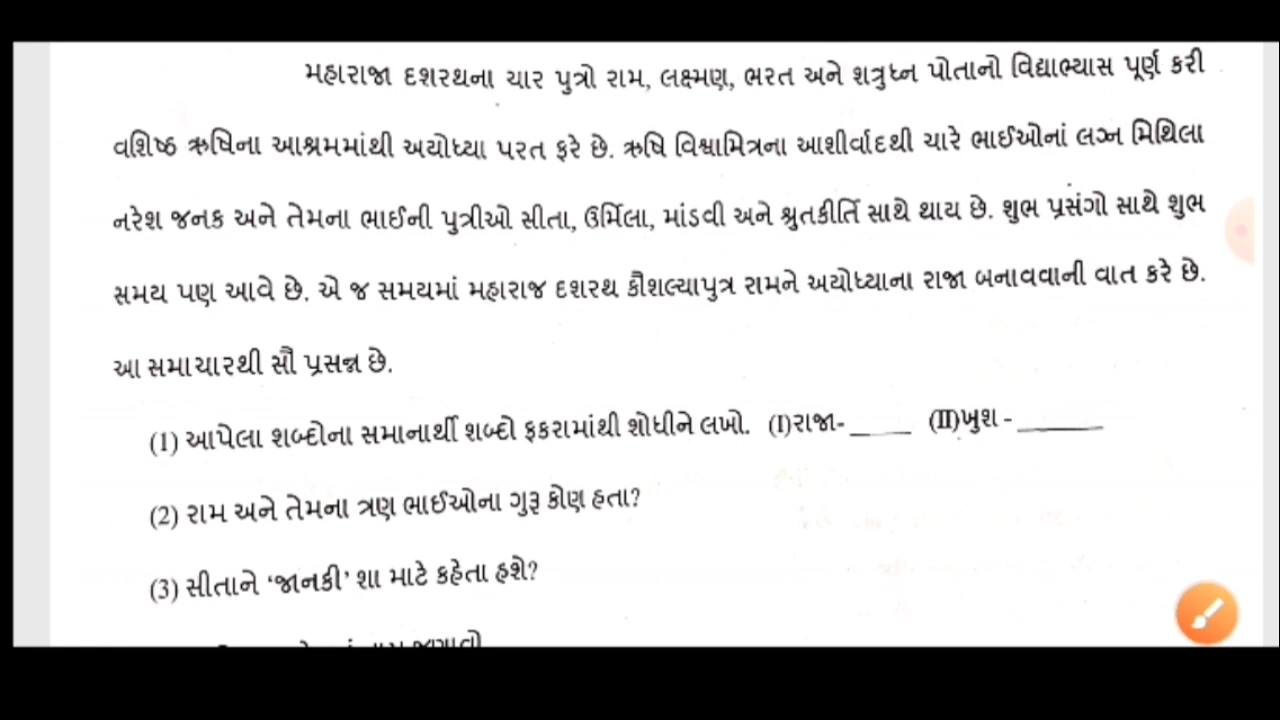 મહારાજા દશરથના ચાર પુત્રો રામ, લક્ષ્મણ, ભરત અને શત્રુધ્ન પોતાનો વિદ્યાભ્યાસ પૂર્ણ કરી
વશિષ્ઠ ઋષિના આશ્રમમાંથી અયોધ્યા પરત ફરે છે. ઋષિ વિશ્વામિત્રના આશીર્વાદથી ચારે ભાઈઓનાં લગ્ન મિથિલા
નરેશ જનક અને તેમના ભાઈની પુત્રીઓ સીતા, ઉર્મિલા, માંડવી અને શ્રુતકીર્તિ સાથે થાય છે. શુભ પ્રસંગો સાથે શુભ
સમય પણ આવે છે. એ જ સમયમાં મહારાજ દશરથ કૌશલ્યાપુત્ર રામને અયોધ્યાના રાજા બનાવવાની વાત કરે છે.
આ સમાચારથી સૌ પ્રસન્ન છે.
(1) આપેલા શબ્દોના સમાનાર્થી શબ્દો ફકરામાંથી શોધીને લખો. (I)રાજા- _____ (II)ખુશ - _______
(2) રામ અને તેમના ત્રણ ભાઈઓના ગુરૂ કોણ હતા?
(3) સીતાને ‘જાનકી’ શા માટે કહેતા હશે?